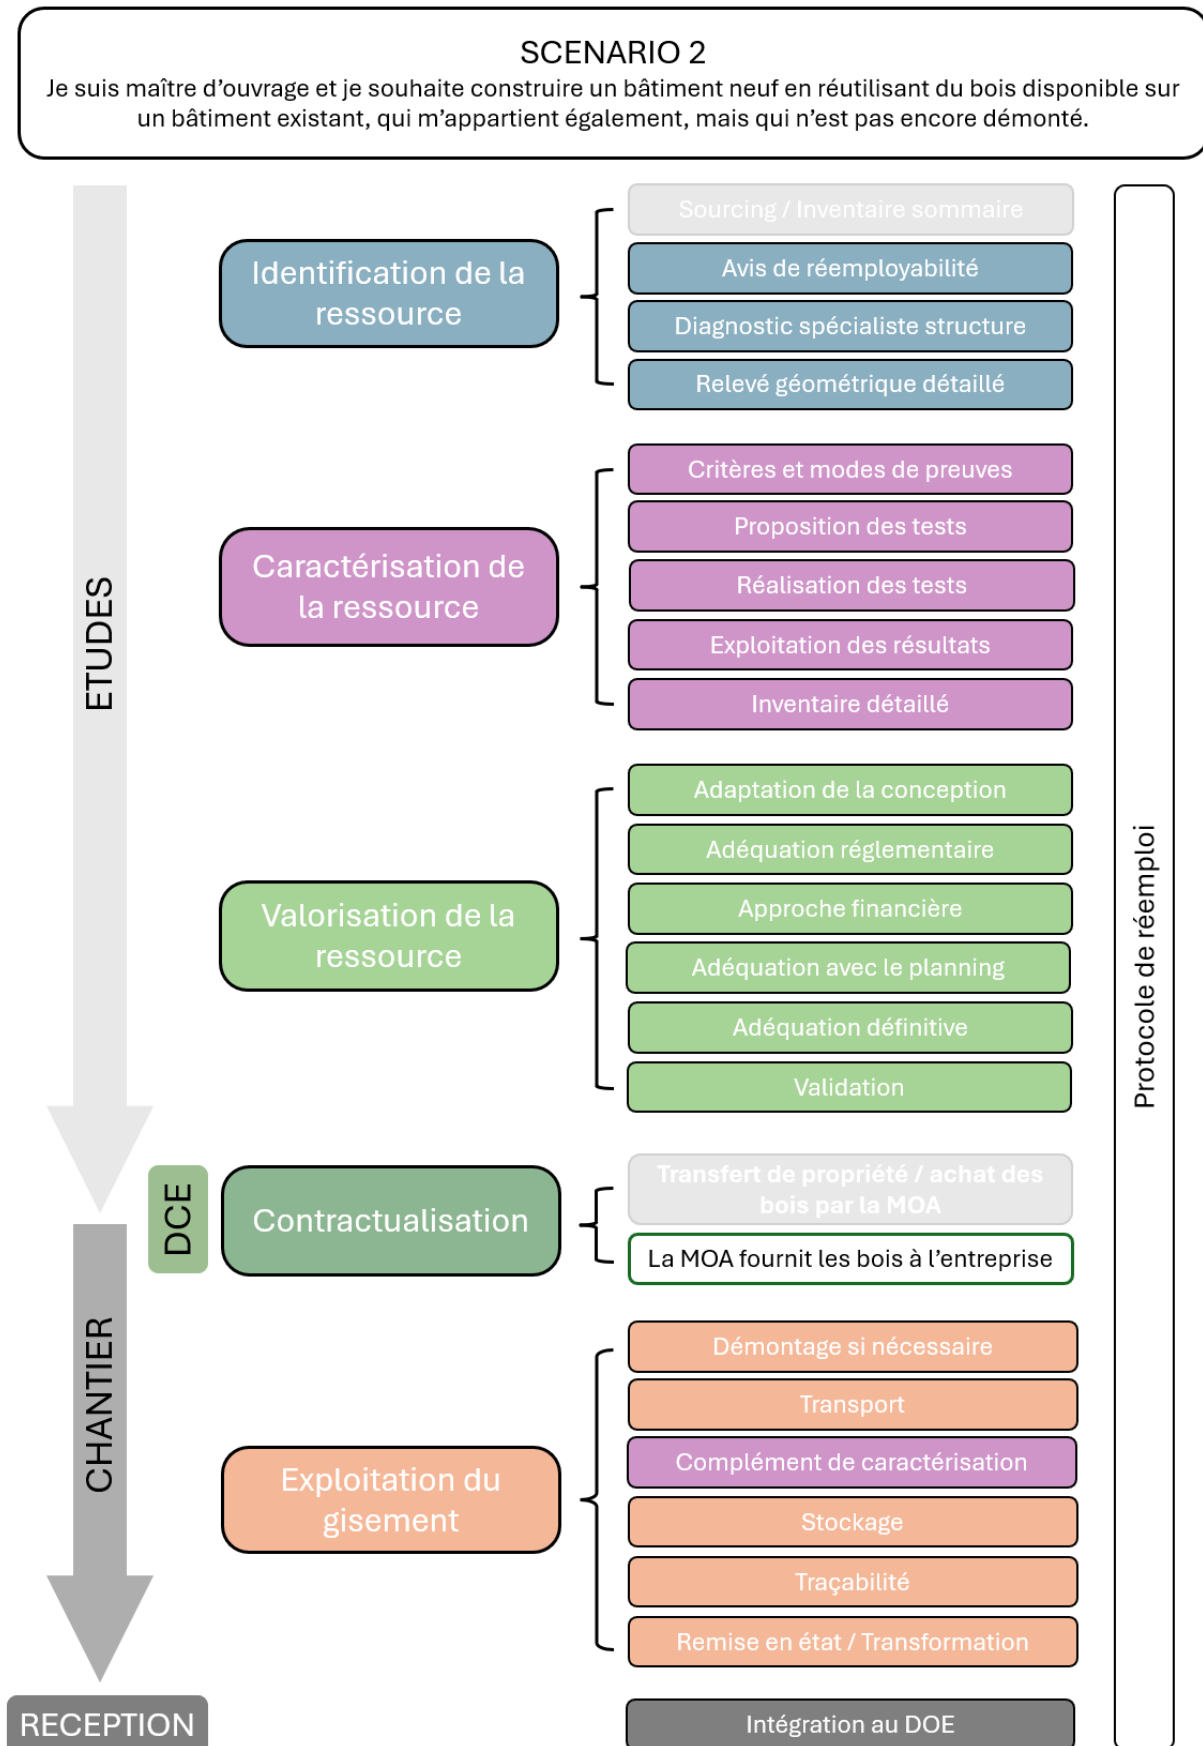 SCENARIO 2
Je suis maître d’ouvrage et je souhaite construire un bâtiment neuf en réutilisant du bois disponible sur
un bâtiment existant, qui m’appartient également, mais qui n’est pas encore démonté.
ETUDES
Identification de la
ressource
Sourcing / Inventaire sommaire
Avis de réemployabilité
Diagnostic spécialiste structure
Relevé géométrique détaillé
Caractérisation de
la ressource
Critères et modes de preuves
Proposition des tests
Réalisation des tests
Exploitation des résultats
Inventaire détaillé
Valorisation de la
ressource
Adaptation de la conception
Adéquation réglementaire
Approche financière
Adéquation avec le planning
Adéquation définitive
Validation
DCE
Contractualisation
Transfert de propriété / achat des
bois par la MOA
La MOA fournit les bois à l’entreprise
CHANTIER
Exploitation du
gisement
Démontage si nécessaire
Transport
Complément de caractérisation
Stockage
Traçabilité
Remise en état / Transformation
RECEPTION
Intégration au DOE
Protocole de réemploi